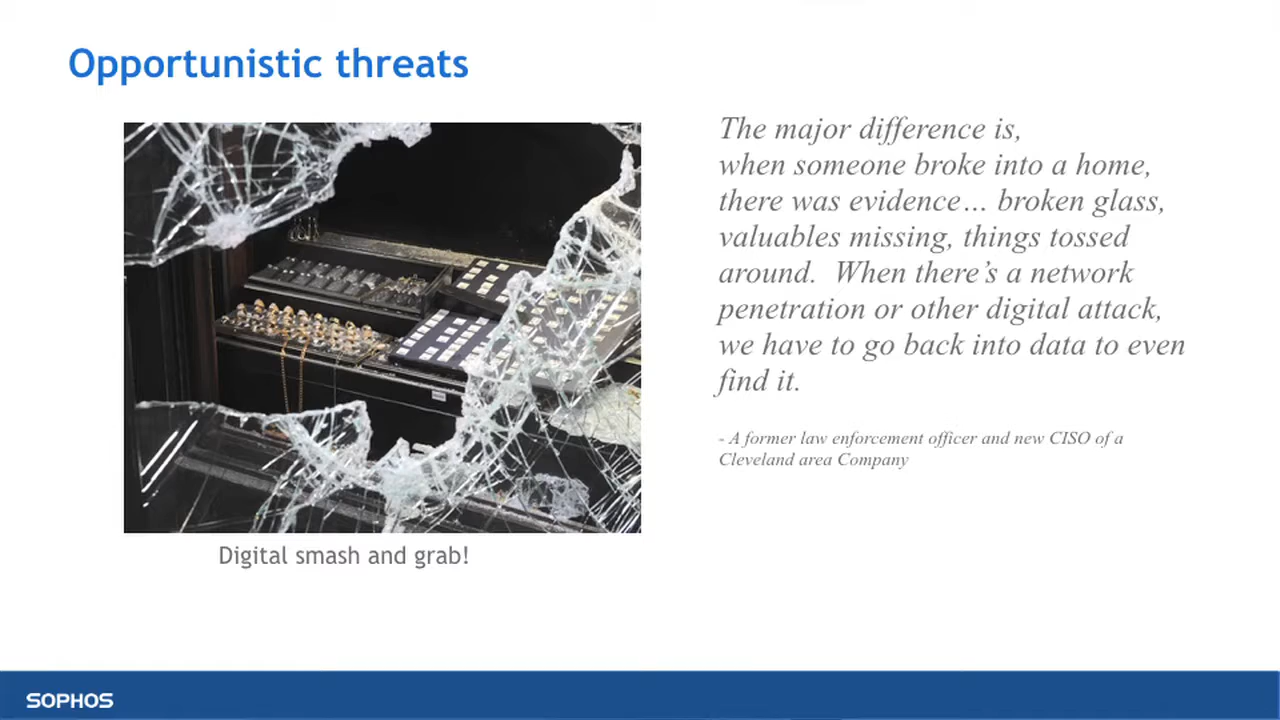 Opportunistic threats
The major difference is,
when someone broke into a home,
there was evidence… broken glass,
valuables missing, things tossed
around.  When there’s a network
penetration or other digital attack,
we have to go back into data to even
find it.
- A former law enforcement officer and new CISO of a
Cleveland area Company
Digital smash and grab!
SOPHOS